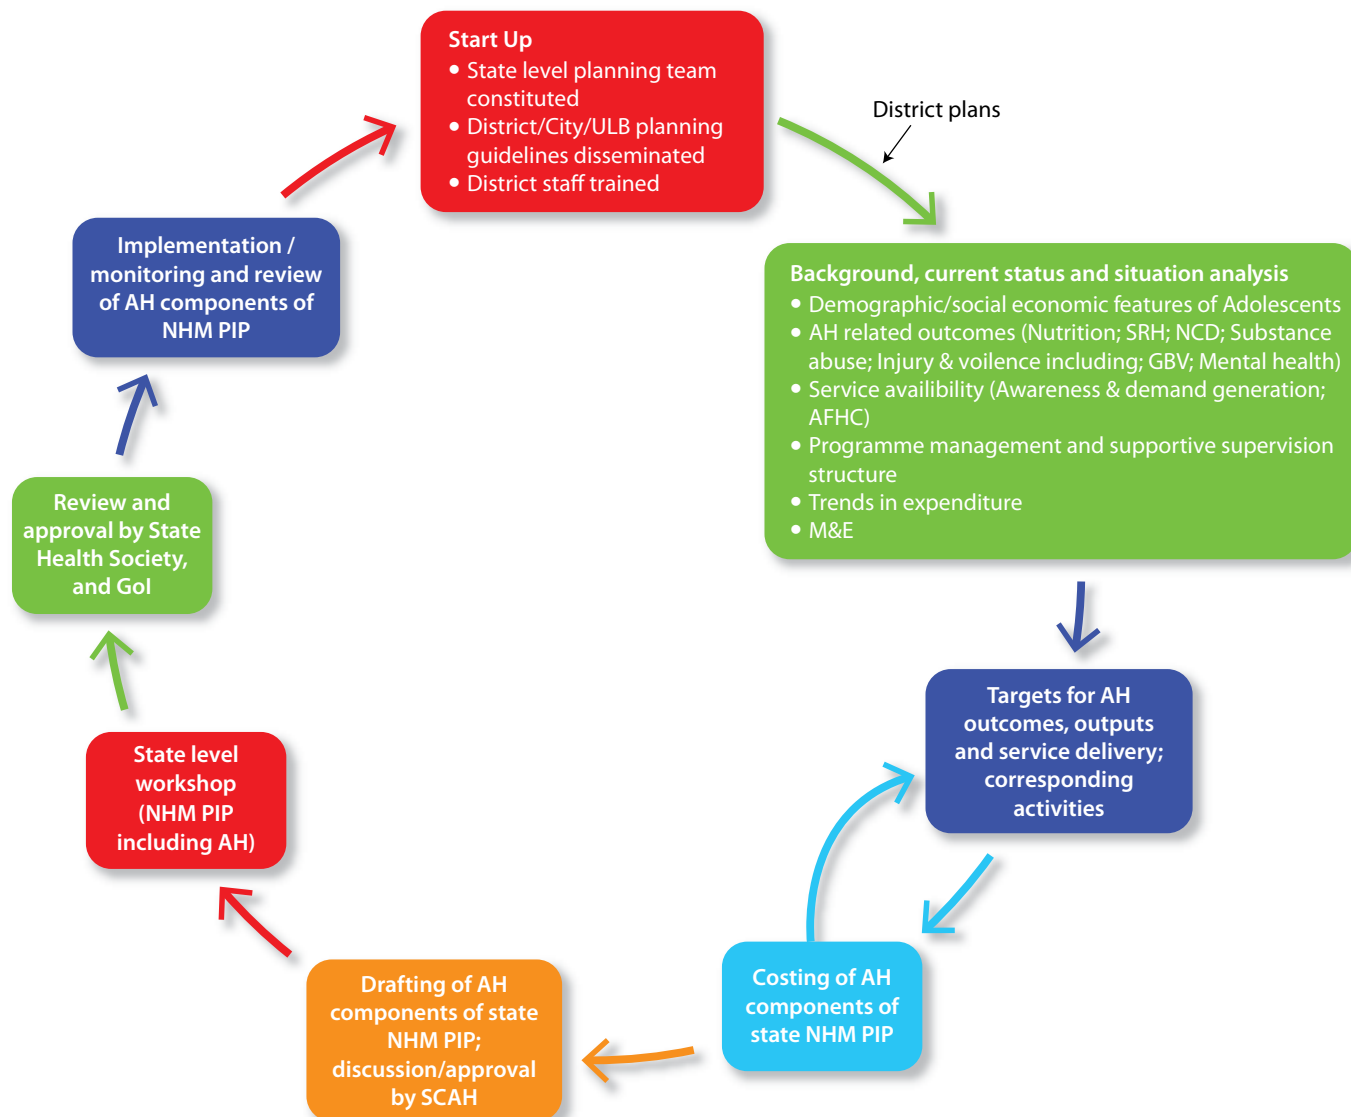 Start Up
• State level planning team
constituted
• District/City/ULB planning
guidelines disseminated
• District staff trained
District plans
Background, current status and situation analysis
• Demographic/social economic features of Adolescents
• AH related outcomes (Nutrition; SRH; NCD; Substance
abuse; Injury & voilence including; GBV; Mental health)
• Service availibility (Awareness & demand generation;
AFHC)
• Programme management and supportive supervision
structure
• Trends in expenditure
• M&E
Targets for AH
outcomes, outputs
and service delivery;
corresponding
activities
Costing of AH
components of
state NHM PIP
Drafting of AH
components of state
NHM PIP;
discussion/approval
by SCAH
State level
workshop
(NHM PIP
including AH)
Review and
approval by State
Health Society,
and GoI
Implementation /
monitoring and review
of AH components of
NHM PIP